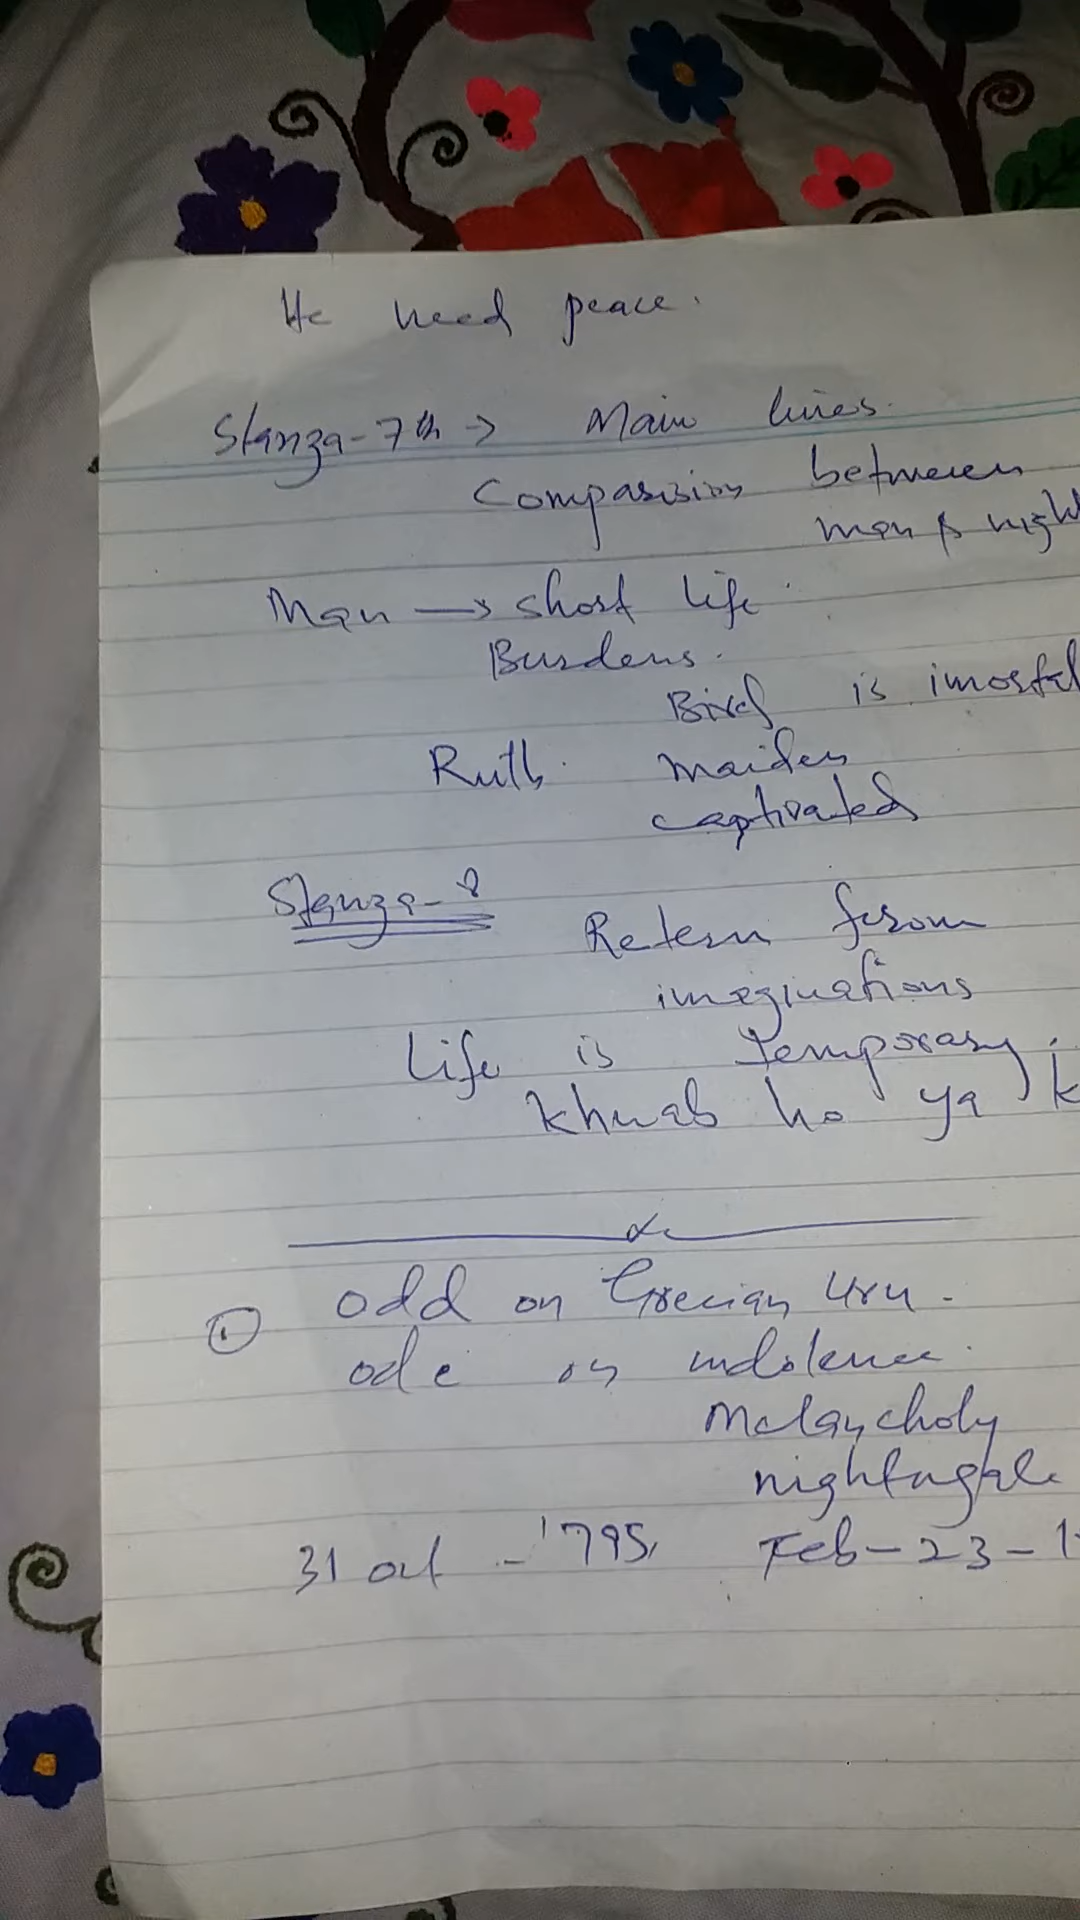 He need peace.
Stanza-7th → Main lines.
Comparision between
man & nigh
Man → short life
Burdens.
Bird is imortal
Ruth. maiden
captivated
Stanza-8
Retern from
imaginations
Life is temporary.
Khwab ho ya k
① odd on Grecian urn.
ode on indolence.
Melancholy
nightingale
31 oct - 1795, Feb-23-1